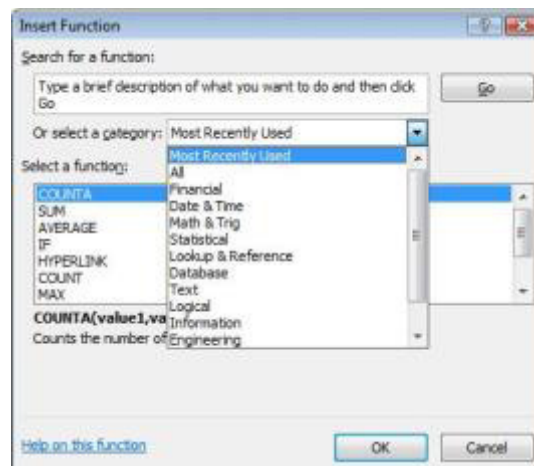 Insert Function
Search for a function:
Type a brief description of what you want to do and then click
Go
Go
Or select a category: Most Recently Used
Most Recently Used
All
Financial
Date & Time
Math & Trig
Statistical
Lookup & Reference
Database
Text
Logical
Information
Engineering
Select a function:
COUNTA
SUM
AVERAGE
IF
HYPERLINK
COUNT
MAX
COUNTA(value1,va
Counts the number of
Help on this function
OK
Cancel